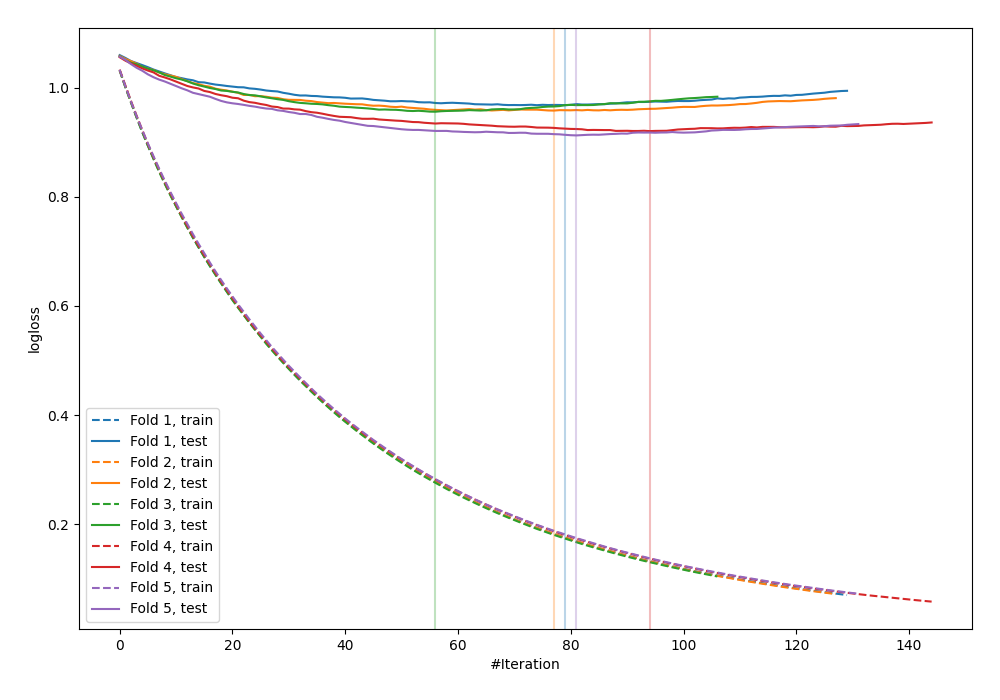 1.0
0.8
0.6
0.4
0.2
logloss
Fold 1, train
Fold 1, test
Fold 2, train
Fold 2, test
Fold 3, train
Fold 3, test
Fold 4, train
Fold 4, test
Fold 5, train
Fold 5, test
0 20 40 60 80 100 120 140
#Iteration